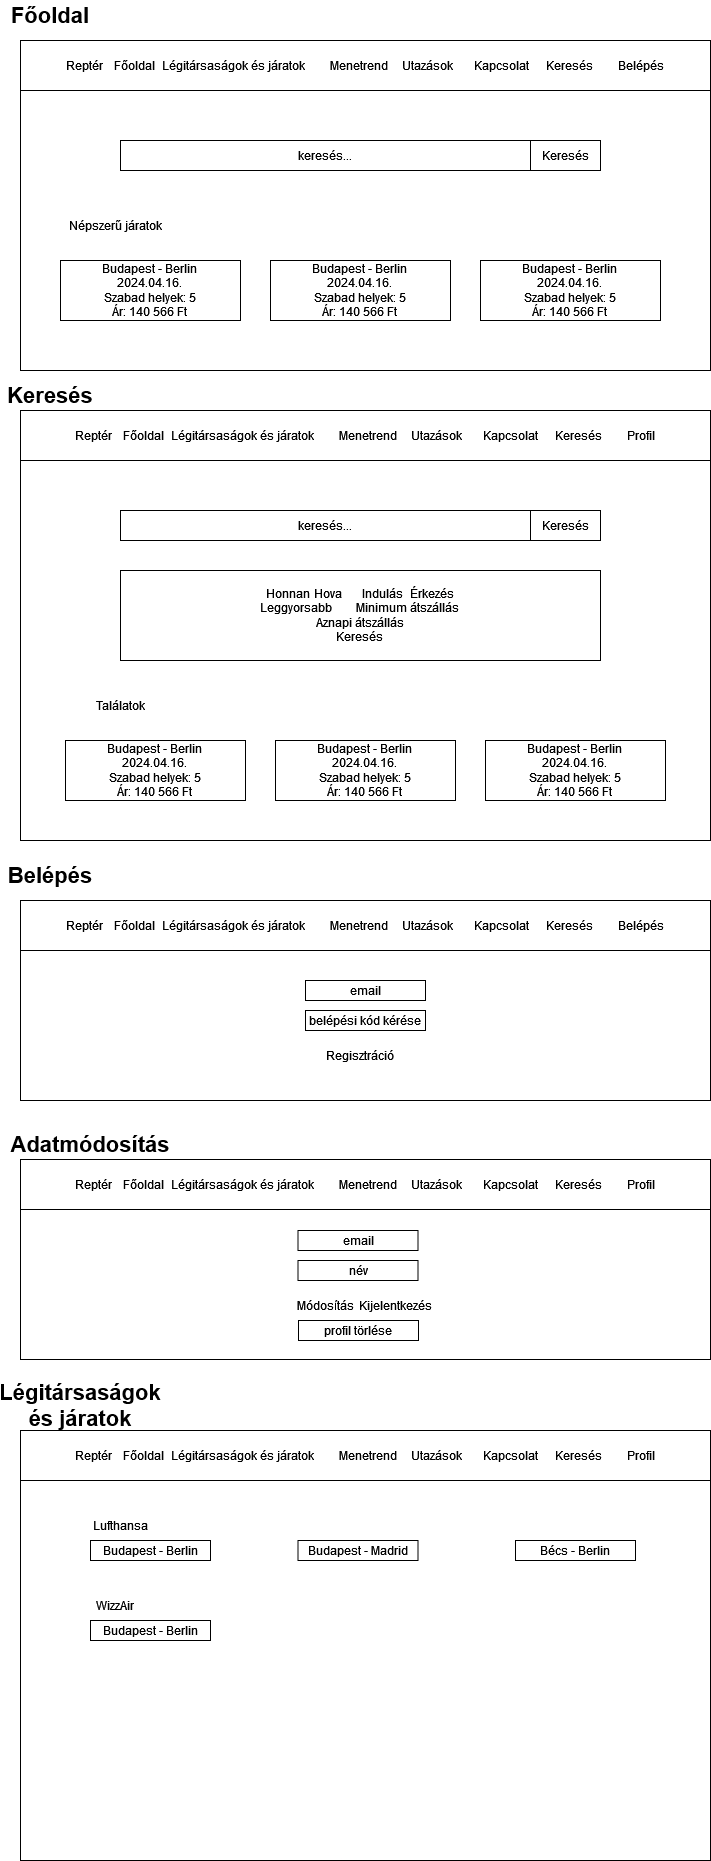 Főoldal
Reptér Főoldal Légitársaságok és járatok Menetrend Utazások Kapcsolat Keresés Belépés
keresés... Keresés
Népszerű járatok
Budapest - Berlin Budapest - Berlin Budapest - Berlin
2024.04.16. 2024.04.16. 2024.04.16.
Szabad helyek: 5 Szabad helyek: 5 Szabad helyek: 5
Ár: 140 566 Ft Ár: 140 566 Ft Ár: 140 566 Ft
Keresés
Reptér Főoldal Légitársaságok és járatok Menetrend Utazások Kapcsolat Keresés Profil
keresés... Keresés
Honnan Hova Indulás Érkezés
Leggyorsabb Minimum átszállás
Aznapi átszállás
Keresés
Találatok
Budapest - Berlin Budapest - Berlin Budapest - Berlin
2024.04.16. 2024.04.16. 2024.04.16.
Szabad helyek: 5 Szabad helyek: 5 Szabad helyek: 5
Ár: 140 566 Ft Ár: 140 566 Ft Ár: 140 566 Ft
Belépés
Reptér Főoldal Légitársaságok és járatok Menetrend Utazások Kapcsolat Keresés Belépés
email
belépési kód kérése
Regisztráció
Adatmódosítás
Reptér Főoldal Légitársaságok és járatok Menetrend Utazások Kapcsolat Keresés Profil
email
név
Módosítás Kijelentkezés
profil törlése
Légitársaságok
és járatok
Reptér Főoldal Légitársaságok és járatok Menetrend Utazások Kapcsolat Keresés Profil
Lufthansa
Budapest - Berlin Budapest - Madrid Bécs - Berlin
WizzAir
Budapest - Berlin